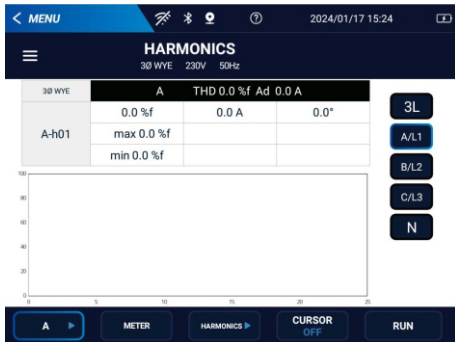 < MENU 2024/01/17 15:24
HARMONICS
3Ø WYE 230V 50Hz
3Ø WYE A THD 0.0 %f Ad 0.0 A
A-h01 0.0 %f 0.0 A 0.0°
max 0.0 %f
min 0.0 %f
3L
A/L1
B/L2
C/L3
N
100
80
60
40
20
0
0 5 10 15 20 25
A METER HARMONICS CURSOR OFF RUN